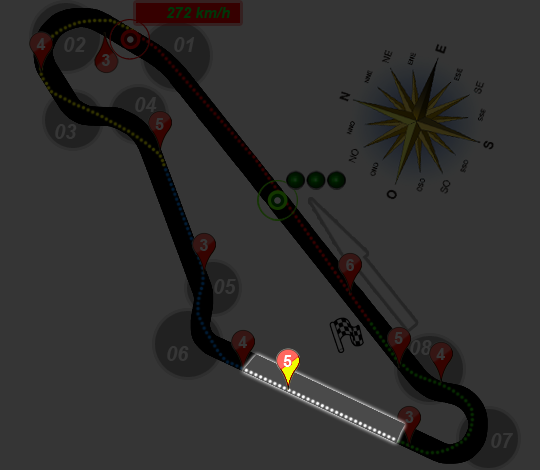 272 km/h
4
02
01
3
E
NE
ENE
ESE
NNE
SE
N
SSE
04
5
03
NNO
S
NO
ONO
SSO
O
OSO
SO
3
6
05
4
5
06
5
08
4
3
07